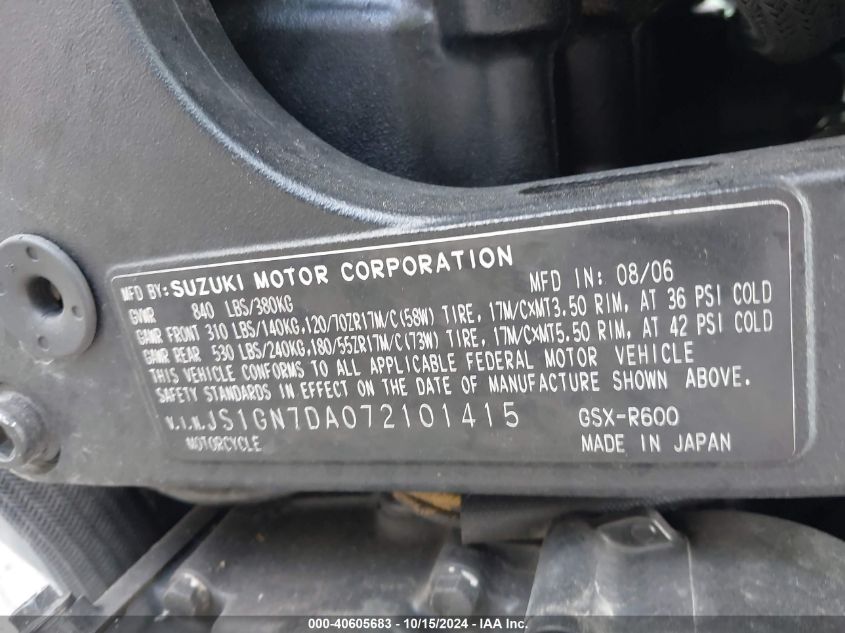 MFD BY: SUZUKI MOTOR CORPORATION MFD IN: 08/06
GVWR 840 LBS/380KG
GAWR FRONT 310 LBS/140KG,120/70ZR17M/C(58W) TIRE, 17M/CXMT3.50 RIM, AT 36 PSI COLD
GAWR REAR 530 LBS/240KG,180/55ZR17M/C(73W) TIRE, 17M/CXMT5.50 RIM, AT 42 PSI COLD
THIS VEHICLE CONFORMS TO ALL APPLICABLE FEDERAL MOTOR VEHICLE
SAFETY STANDARDS IN EFFECT ON THE DATE OF MANUFACTURE SHOWN ABOVE.
V.I.N. JS1GN7DA072101415 GSX-R600
MOTORCYCLE MADE IN JAPAN
000-40605683 - 10/15/2024 - IAAI.COM